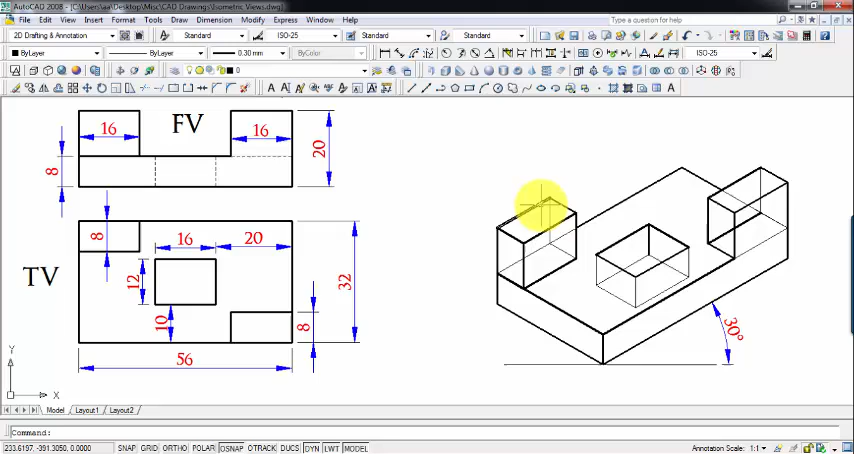 AutoCAD 2008 - [C:\Users\aa\Desktop\Misc\CAD Drawings\Isometric Views.dwg]
File Edit View Insert Format Tools Draw Dimension Modify Express Window Help
Type a question for help
2D Drafting & Annotation Standard ISO-25 Standard Standard
ByLayer ByLayer 0.30 mm ByColor ISO-25
0
16 FV 16
20
8
8 16 20
TV 12 32
10 8
56
30°
Y
X
Model Layout1 Layout2
Command:
233.6197, -391.3050, 0.0000 SNAP GRID ORTHO POLAR OSNAP OTRACK DUCS DYN LWT MODEL Annotation Scale: 1:1